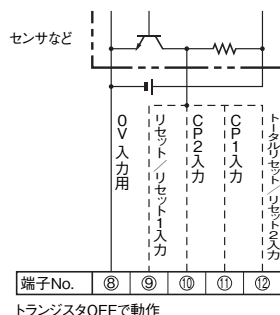 センサなど
0V入力用
リセット/リセット1入力
CP2入力
CP1入力
トータルリセット/リセット2入力
端子No. ⑧ ⑨ ⑩ ⑪ ⑫
トランジスタOFFで動作